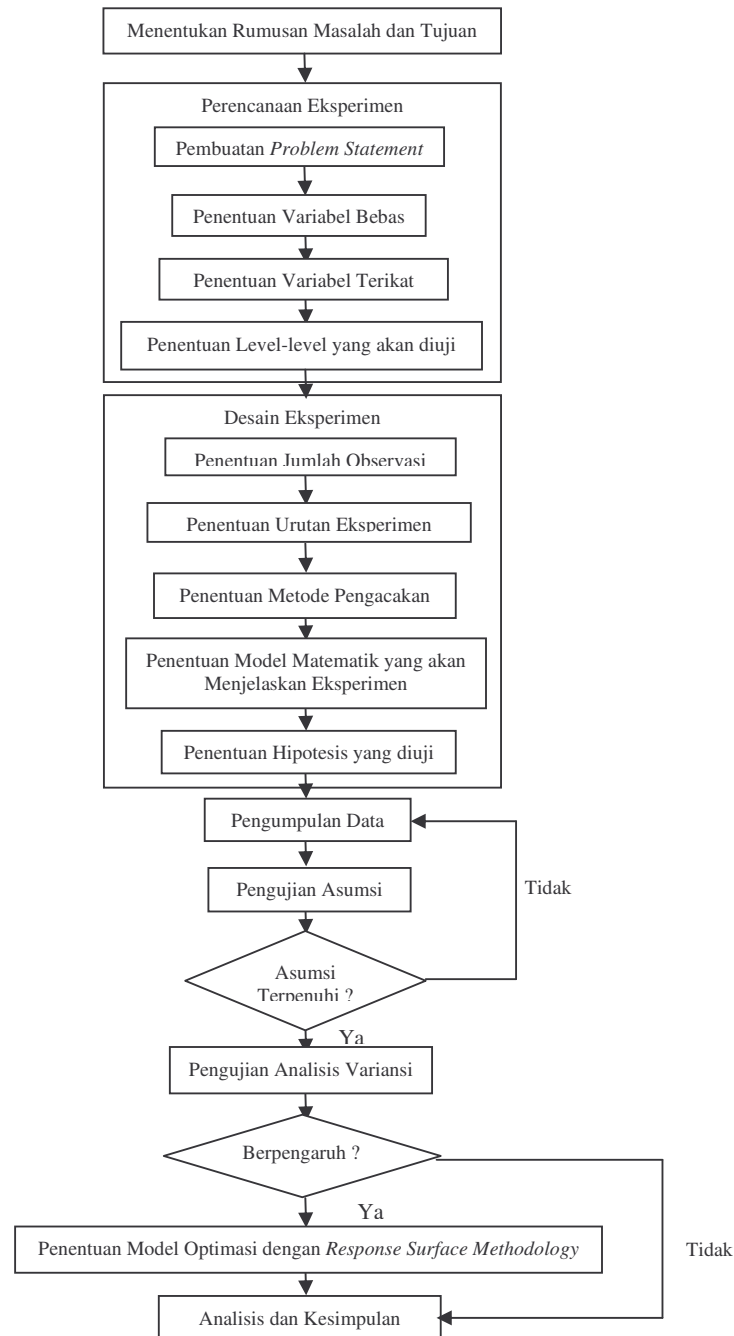 Menentukan Rumusan Masalah dan Tujuan
Perencanaan Eksperimen
Pembuatan Problem Statement
Penentuan Variabel Bebas
Penentuan Variabel Terikat
Penentuan Level-level yang akan diuji
Desain Eksperimen
Penentuan Jumlah Observasi
Penentuan Urutan Eksperimen
Penentuan Metode Pengacakan
Penentuan Model Matematik yang akan
Menjelaskan Eksperimen
Penentuan Hipotesis yang diuji
Pengumpulan Data
Pengujian Asumsi
Tidak
Asumsi
Terpenuhi ?
Ya
Pengujian Analisis Variansi
Berpengaruh ?
Ya
Penentuan Model Optimasi dengan Response Surface Methodology
Tidak
Analisis dan Kesimpulan